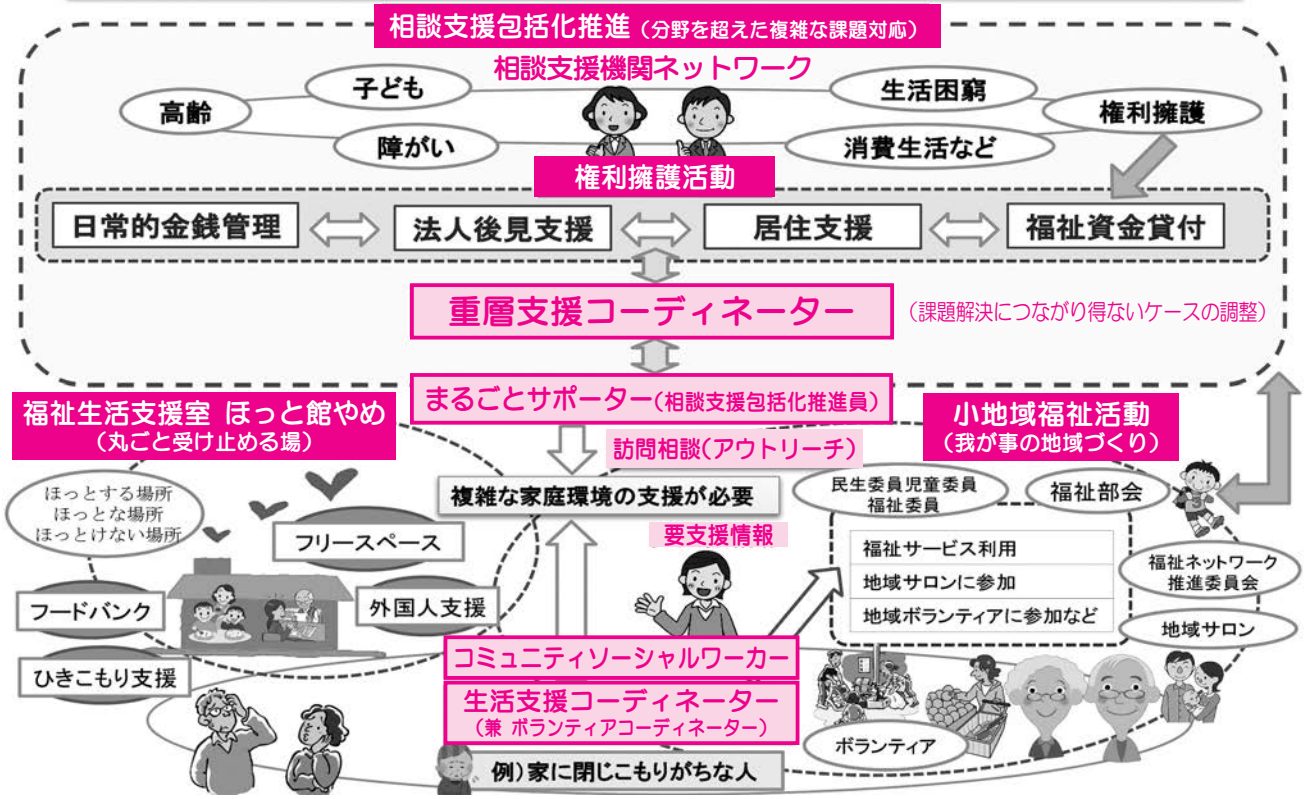 相談支援包括化推進（分野を超えた複雑な課題対応）
相談支援機関ネットワーク
子ども
生活困窮
高齢
権利擁護
障がい
消費生活など
権利擁護活動
日常的金銭管理
法人後見支援
居住支援
福祉資金貸付
重層支援コーディネーター
（課題解決につながり得ないケースの調整）
まるごとサポーター（相談支援包括化推進員）
福祉生活支援室 ほっと館やめ
（丸ごと受け止める場）
小地域福祉活動
（我が事の地域づくり）
訪問相談（アウトリーチ）
ほっとする場所
ほっとな場所
ほっとけない場所
複雑な家庭環境の支援が必要
民生委員児童委員
福祉委員
福祉部会
フリースペース
要支援情報
福祉サービス利用
地域サロンに参加
地域ボランティアに参加など
福祉ネットワーク
推進委員会
フードバンク
外国人支援
地域サロン
ひきこもり支援
コミュニティソーシャルワーカー
生活支援コーディネーター
（兼 ボランティアコーディネーター）
ボランティア
例）家に閉じこもりがちな人